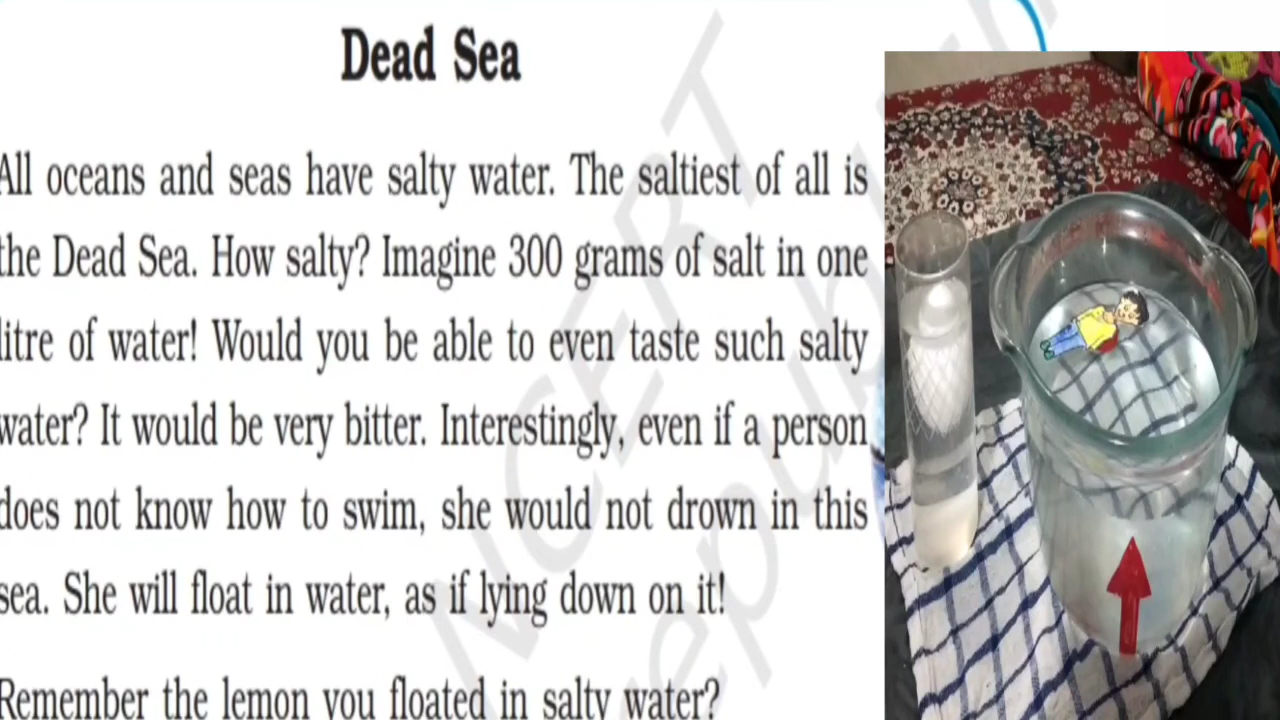 Dead Sea
All oceans and seas have salty water. The saltiest of all is
the Dead Sea. How salty? Imagine 300 grams of salt in one
litre of water! Would you be able to even taste such salty
water? It would be very bitter. Interestingly, even if a person
does not know how to swim, she would not drown in this
sea. She will float in water, as if lying down on it!
Remember the lemon you floated in salty water?
NCERT